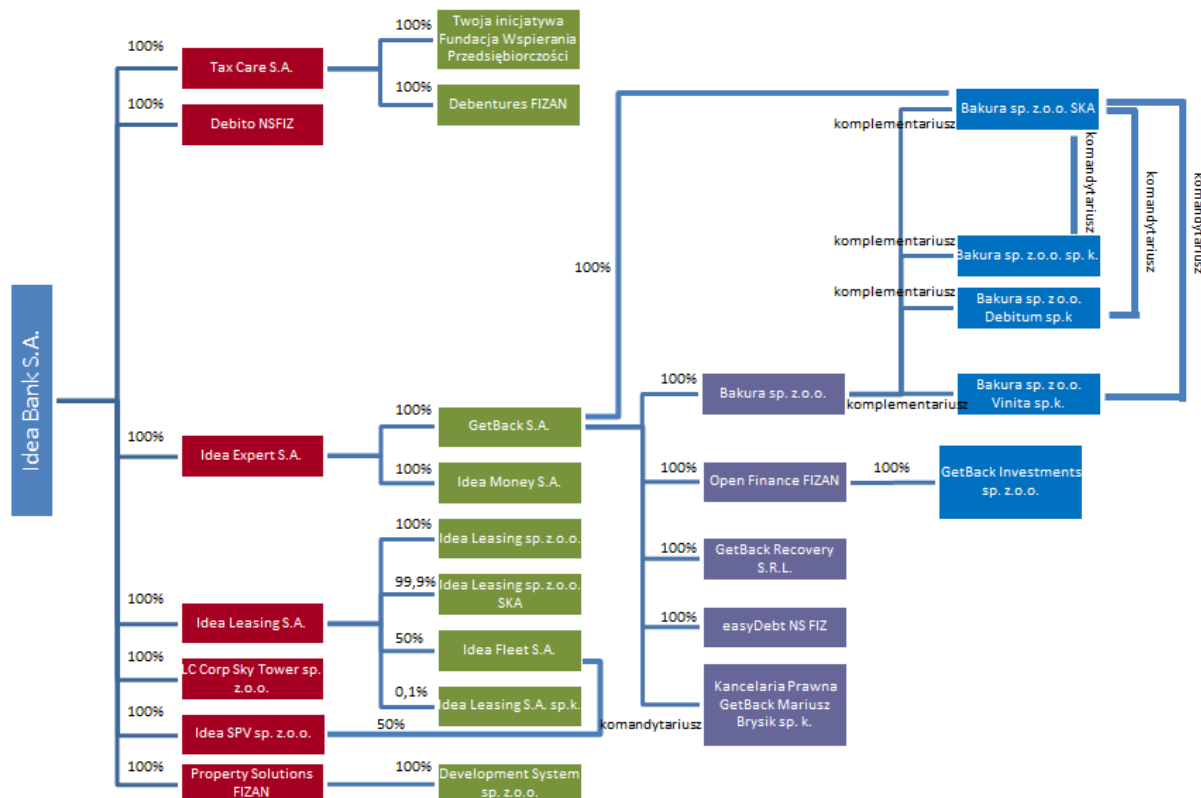 Idea Bank S.A.
100%
Tax Care S.A.
100%
Debito NSFIZ
100%
Idea Expert S.A.
100%
Idea Leasing S.A.
100%
LC Corp Sky Tower sp.
z.o.o.
100%
Idea SPV sp. z.o.o.
100%
Property Solutions
FIZAN
100%
Twoja inicjatywa
Fundacja Wspierania
Przedsiębiorczości
100%
Debentures FIZAN
100%
GetBack S.A.
100%
Idea Money S.A.
100%
Idea Leasing sp. z.o.o.
99,9%
Idea Leasing sp. z.o.o.
SKA
50%
Idea Fleet S.A.
0,1%
Idea Leasing S.A. sp.k.
50%
100%
Development System
sp. z.o.o.
100%
100%
Bakura sp. z.o.o.
100%
Open Finance FIZAN
100%
GetBack Recovery
S.R.L.
100%
easyDebt NS FIZ
komandytariusz
Kancelaria Prawna
GetBack Mariusz
Brysik sp. k.
komplementariusz
Bakura sp. z.o.o. SKA
komplementariusz
Bakura sp. z.o.o. sp. k.
komplementariusz
Bakura sp. z o.o.
Debitum sp.k
komplementariusz
Bakura sp. z o.o.
Vinita sp.k.
100%
GetBack Investments
sp. z.o.o.
komandytariusz
komandytariusz
komandytariusz